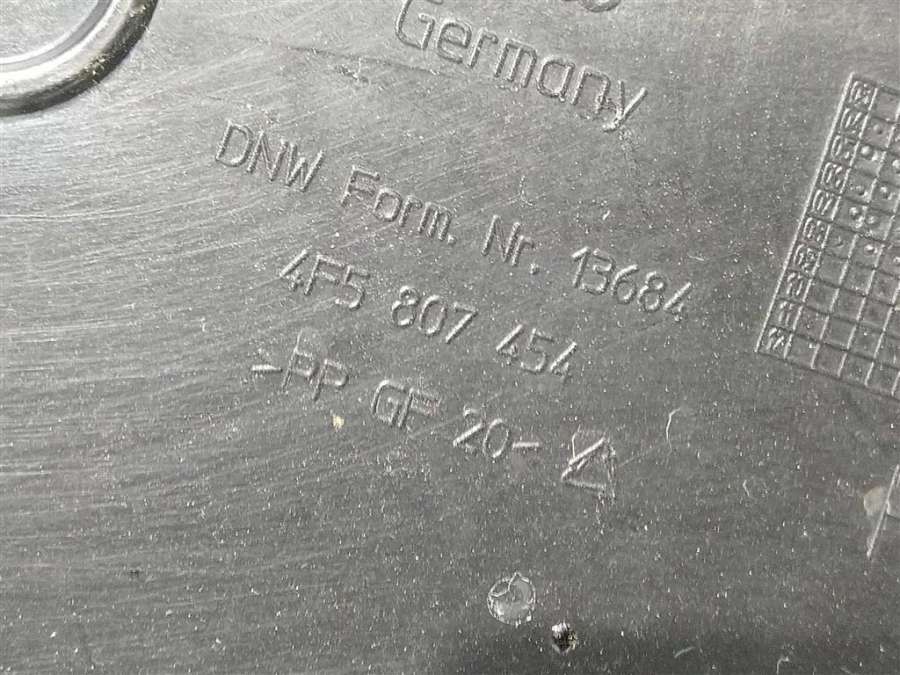 Germany
DNW Form. Nr. 13684
4F5 807 454
>PP GF 20<